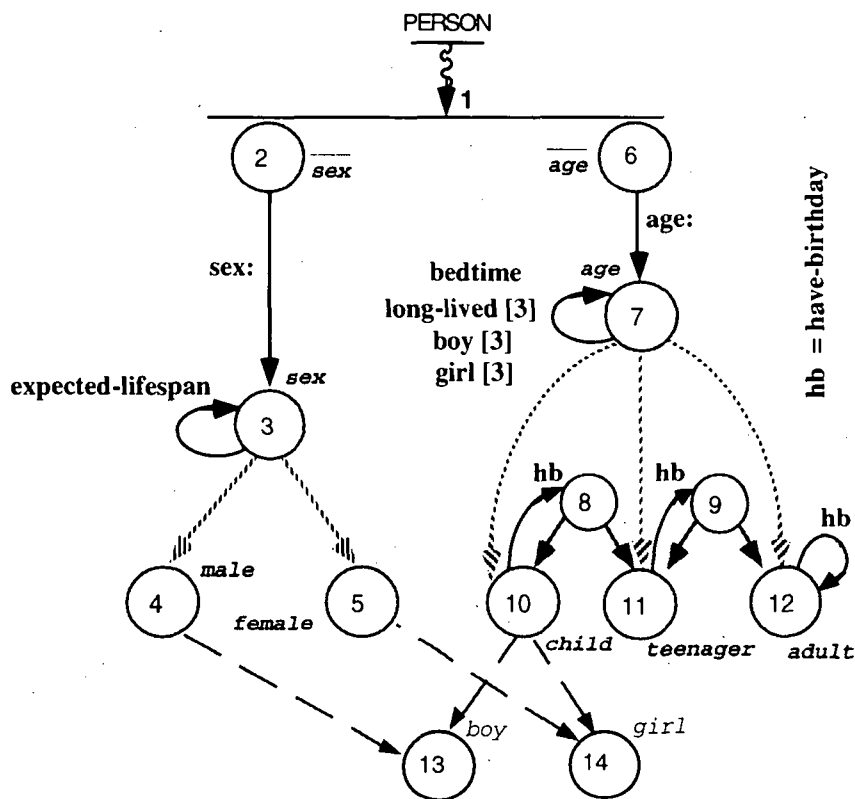 PERSON
1
2
sex
6
age
sex:
age:
hb = have-birthday
bedtime
age
long-lived [3]
7
boy [3]
girl [3]
expected-lifespan
sex
3
hb
8
hb
9
hb
male
4
5
female
10
11
12
child
teenager
adult
boy
girl
13
14